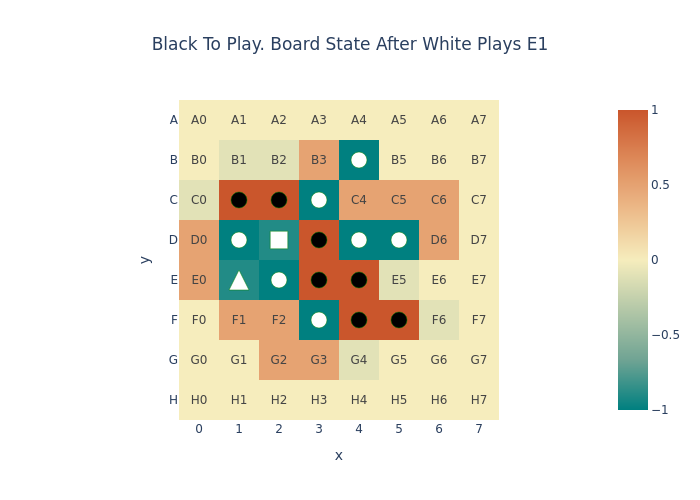 Black To Play. Board State After White Plays E1
A A0 A1 A2 A3 A4 A5 A6 A7
B B0 B1 B2 B3 B5 B6 B7
C C0 C4 C5 C6 C7
D D0 D6 D7
E E0 E5 E6 E7
F F0 F1 F2 F6 F7
G G0 G1 G2 G3 G4 G5 G6 G7
H H0 H1 H2 H3 H4 H5 H6 H7
0 1 2 3 4 5 6 7
x
y
1
0.5
0
−0.5
−1